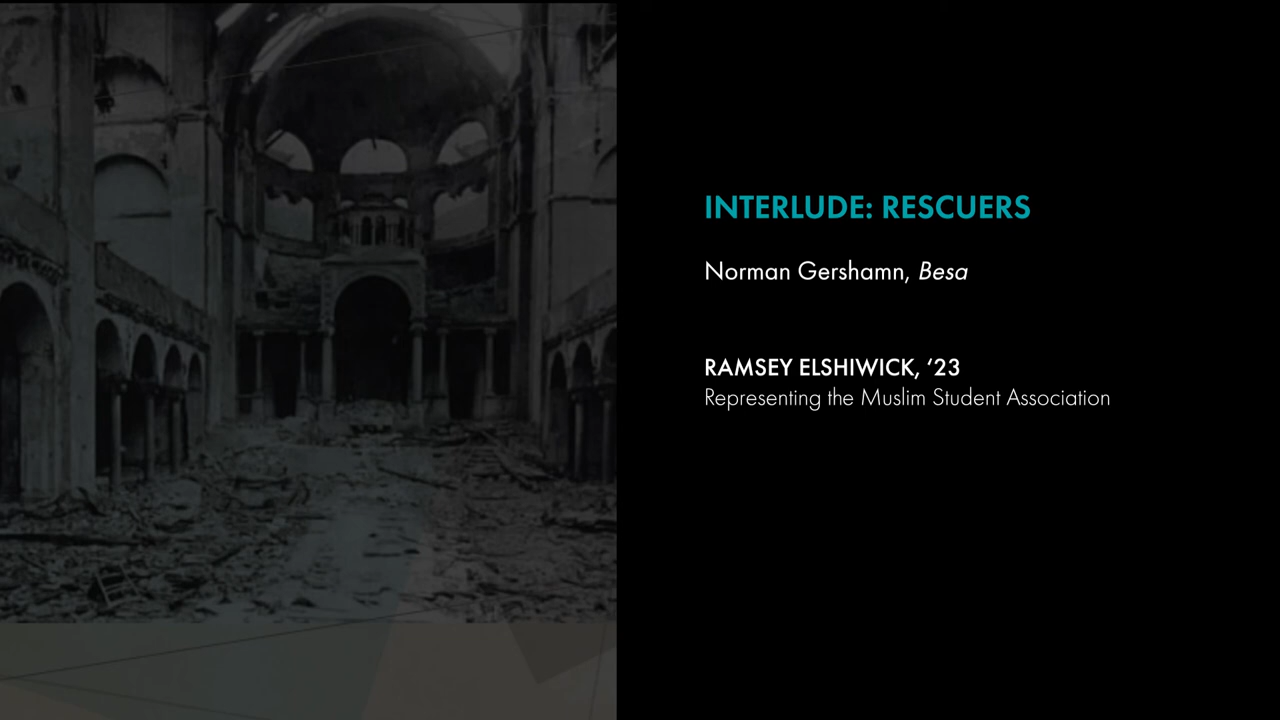 INTERLUDE: RESCUERS
Norman Gershamn, Besa
RAMSEY ELSHIWICK, ‘23
Representing the Muslim Student Association